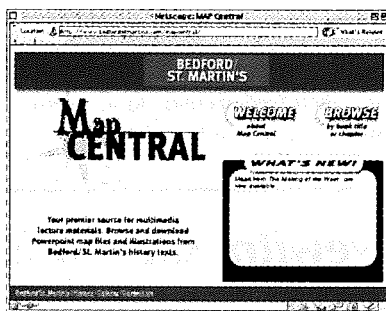 Netscape: MAP Central
What's Related
BEDFORD
ST. MARTIN'S
Map
CENTRAL
WELCOME
about
Map Central
BROWSE
by book title
or chapter
WHAT'S NEW!
Your premier source for multimedia
lecture materials. Browse and download
Powerpoint map files and illustrations from
Bedford/St. Martin's history texts.